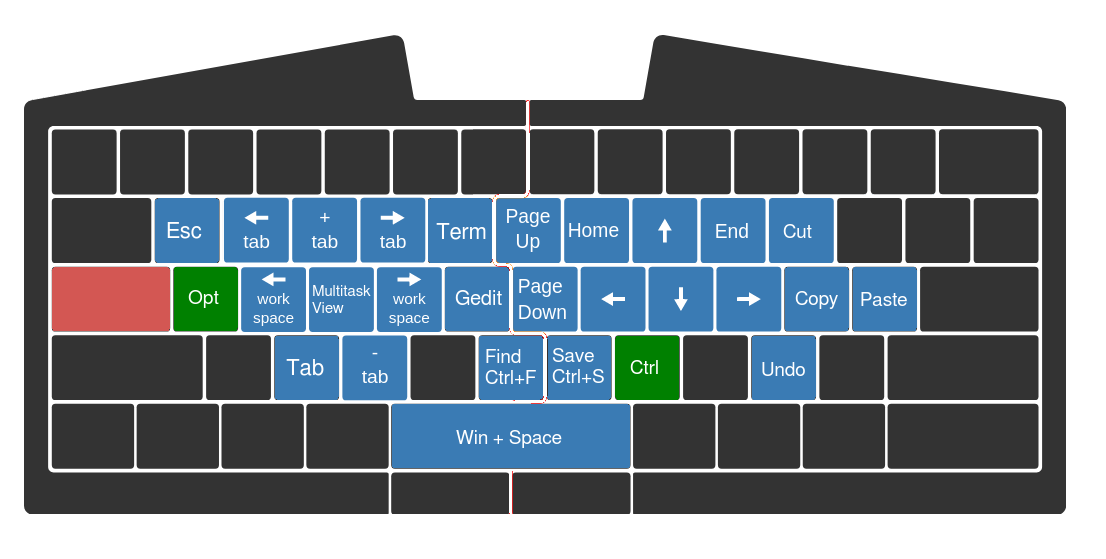 Esc
← tab
+ tab
→ tab
Term
Page Up
Home
↑
End
Cut
Opt
← work space
Multitask View
→ work space
Gedit
Page Down
←
↓
→
Copy
Paste
Tab
- tab
Find Ctrl+F
Save Ctrl+S
Ctrl
Undo
Win + Space